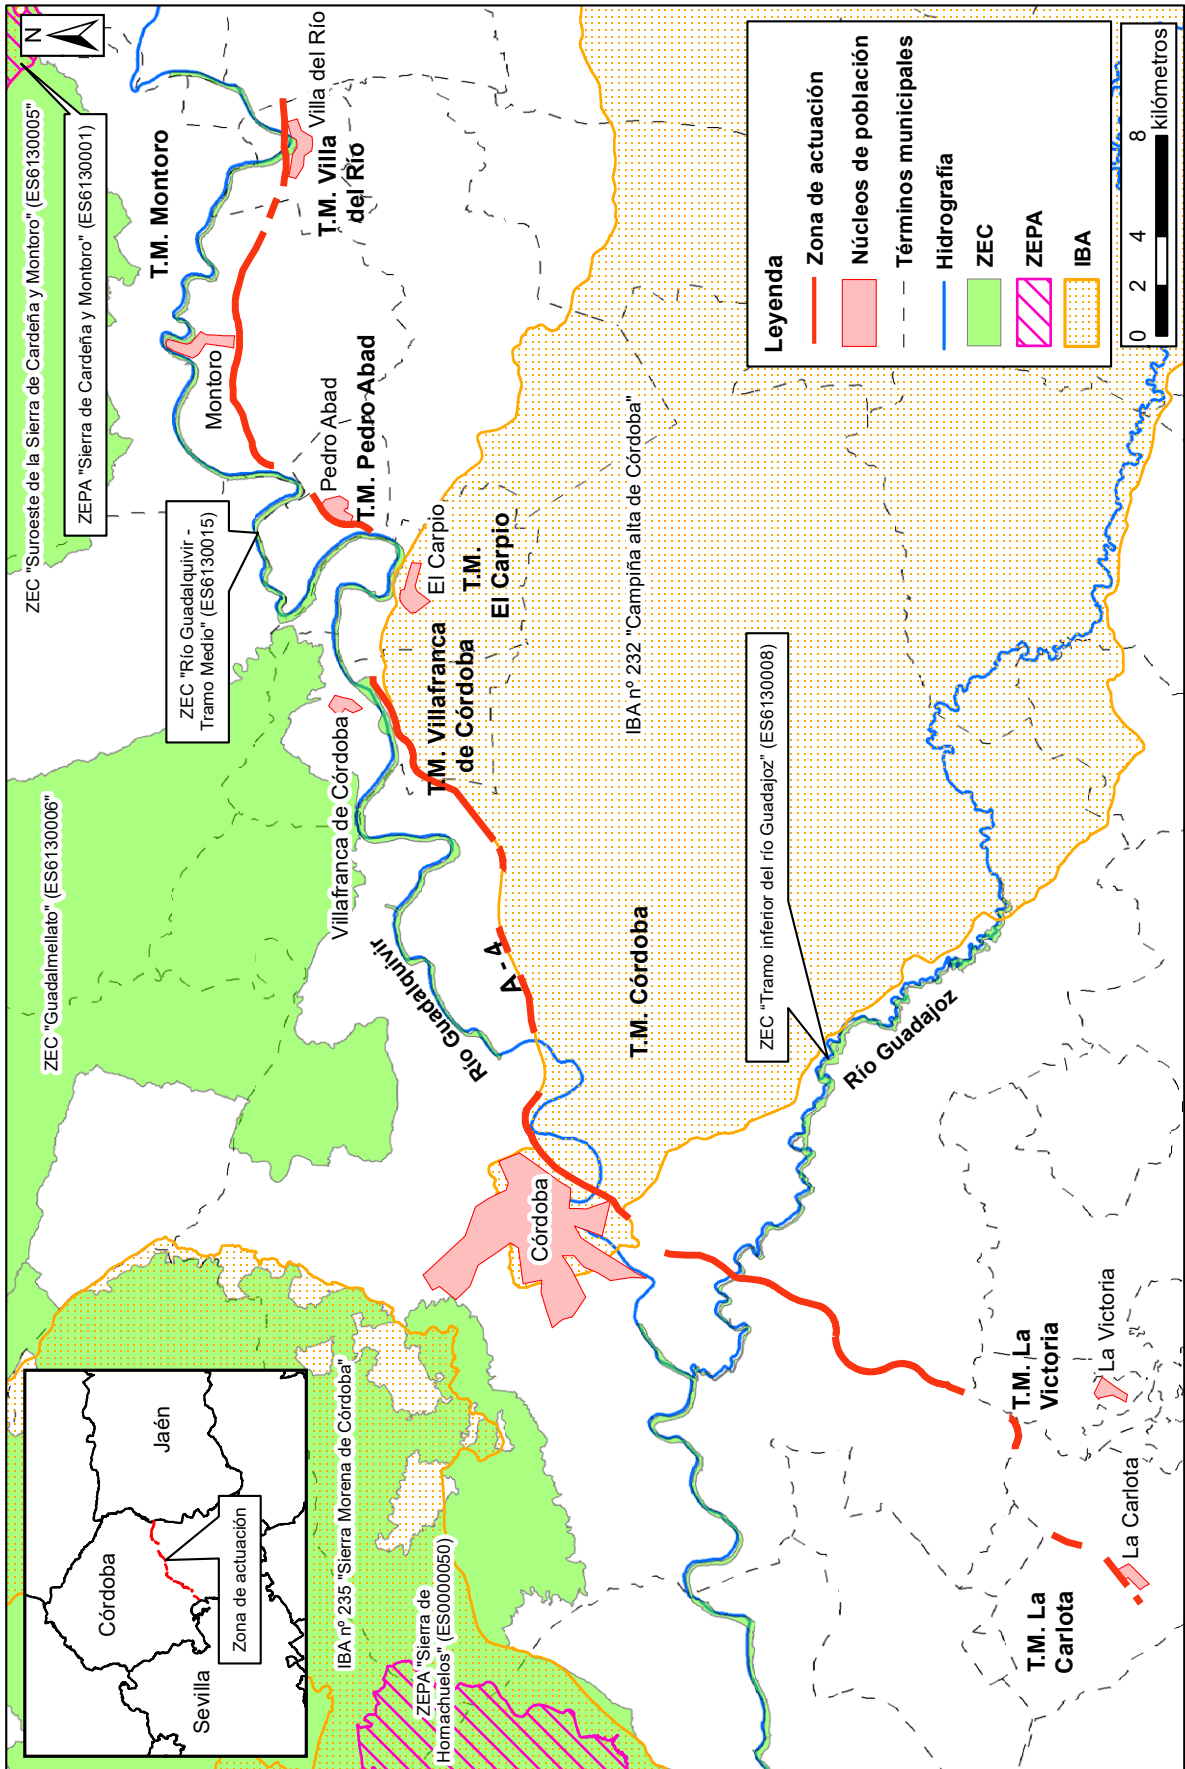 Córdoba
Jaén
Sevilla
Zona de actuación
ZEC "Guadalmellato" (ES6130006)
ZEC "Suroeste de la Sierra de Cardeña y Montoro" (ES6130005)
ZEPA "Sierra de Cardeña y Montoro" (ES6130001)
N
T.M. Montoro
ZEC "Río Guadalquivir -
Tramo Medio" (ES6130015)
Montoro
Villa del Río
T.M. Villa
del Río
Pedro Abad
T.M. Pedro Abad
Villafranca de Córdoba
El Carpio
T.M.
El Carpio
T.M. Villafranca
de Córdoba
IBA nº 235 "Sierra Morena de Córdoba"
ZEPA "Sierra de
Hornachuelos" (ES0000050)
Río Guadalquivir
A - 4
Córdoba
T.M. Córdoba
IBA nº 232 "Campiña alta de Córdoba"
ZEC "Tramo inferior del río Guadajoz" (ES6130008)
Río Guadajoz
T.M. La
Victoria
La Victoria
T.M. La
Carlota
La Carlota
Leyenda
Zona de actuación
Núcleos de población
Términos municipales
Hidrografía
ZEC
ZEPA
IBA
0 2 4 8
kilómetros